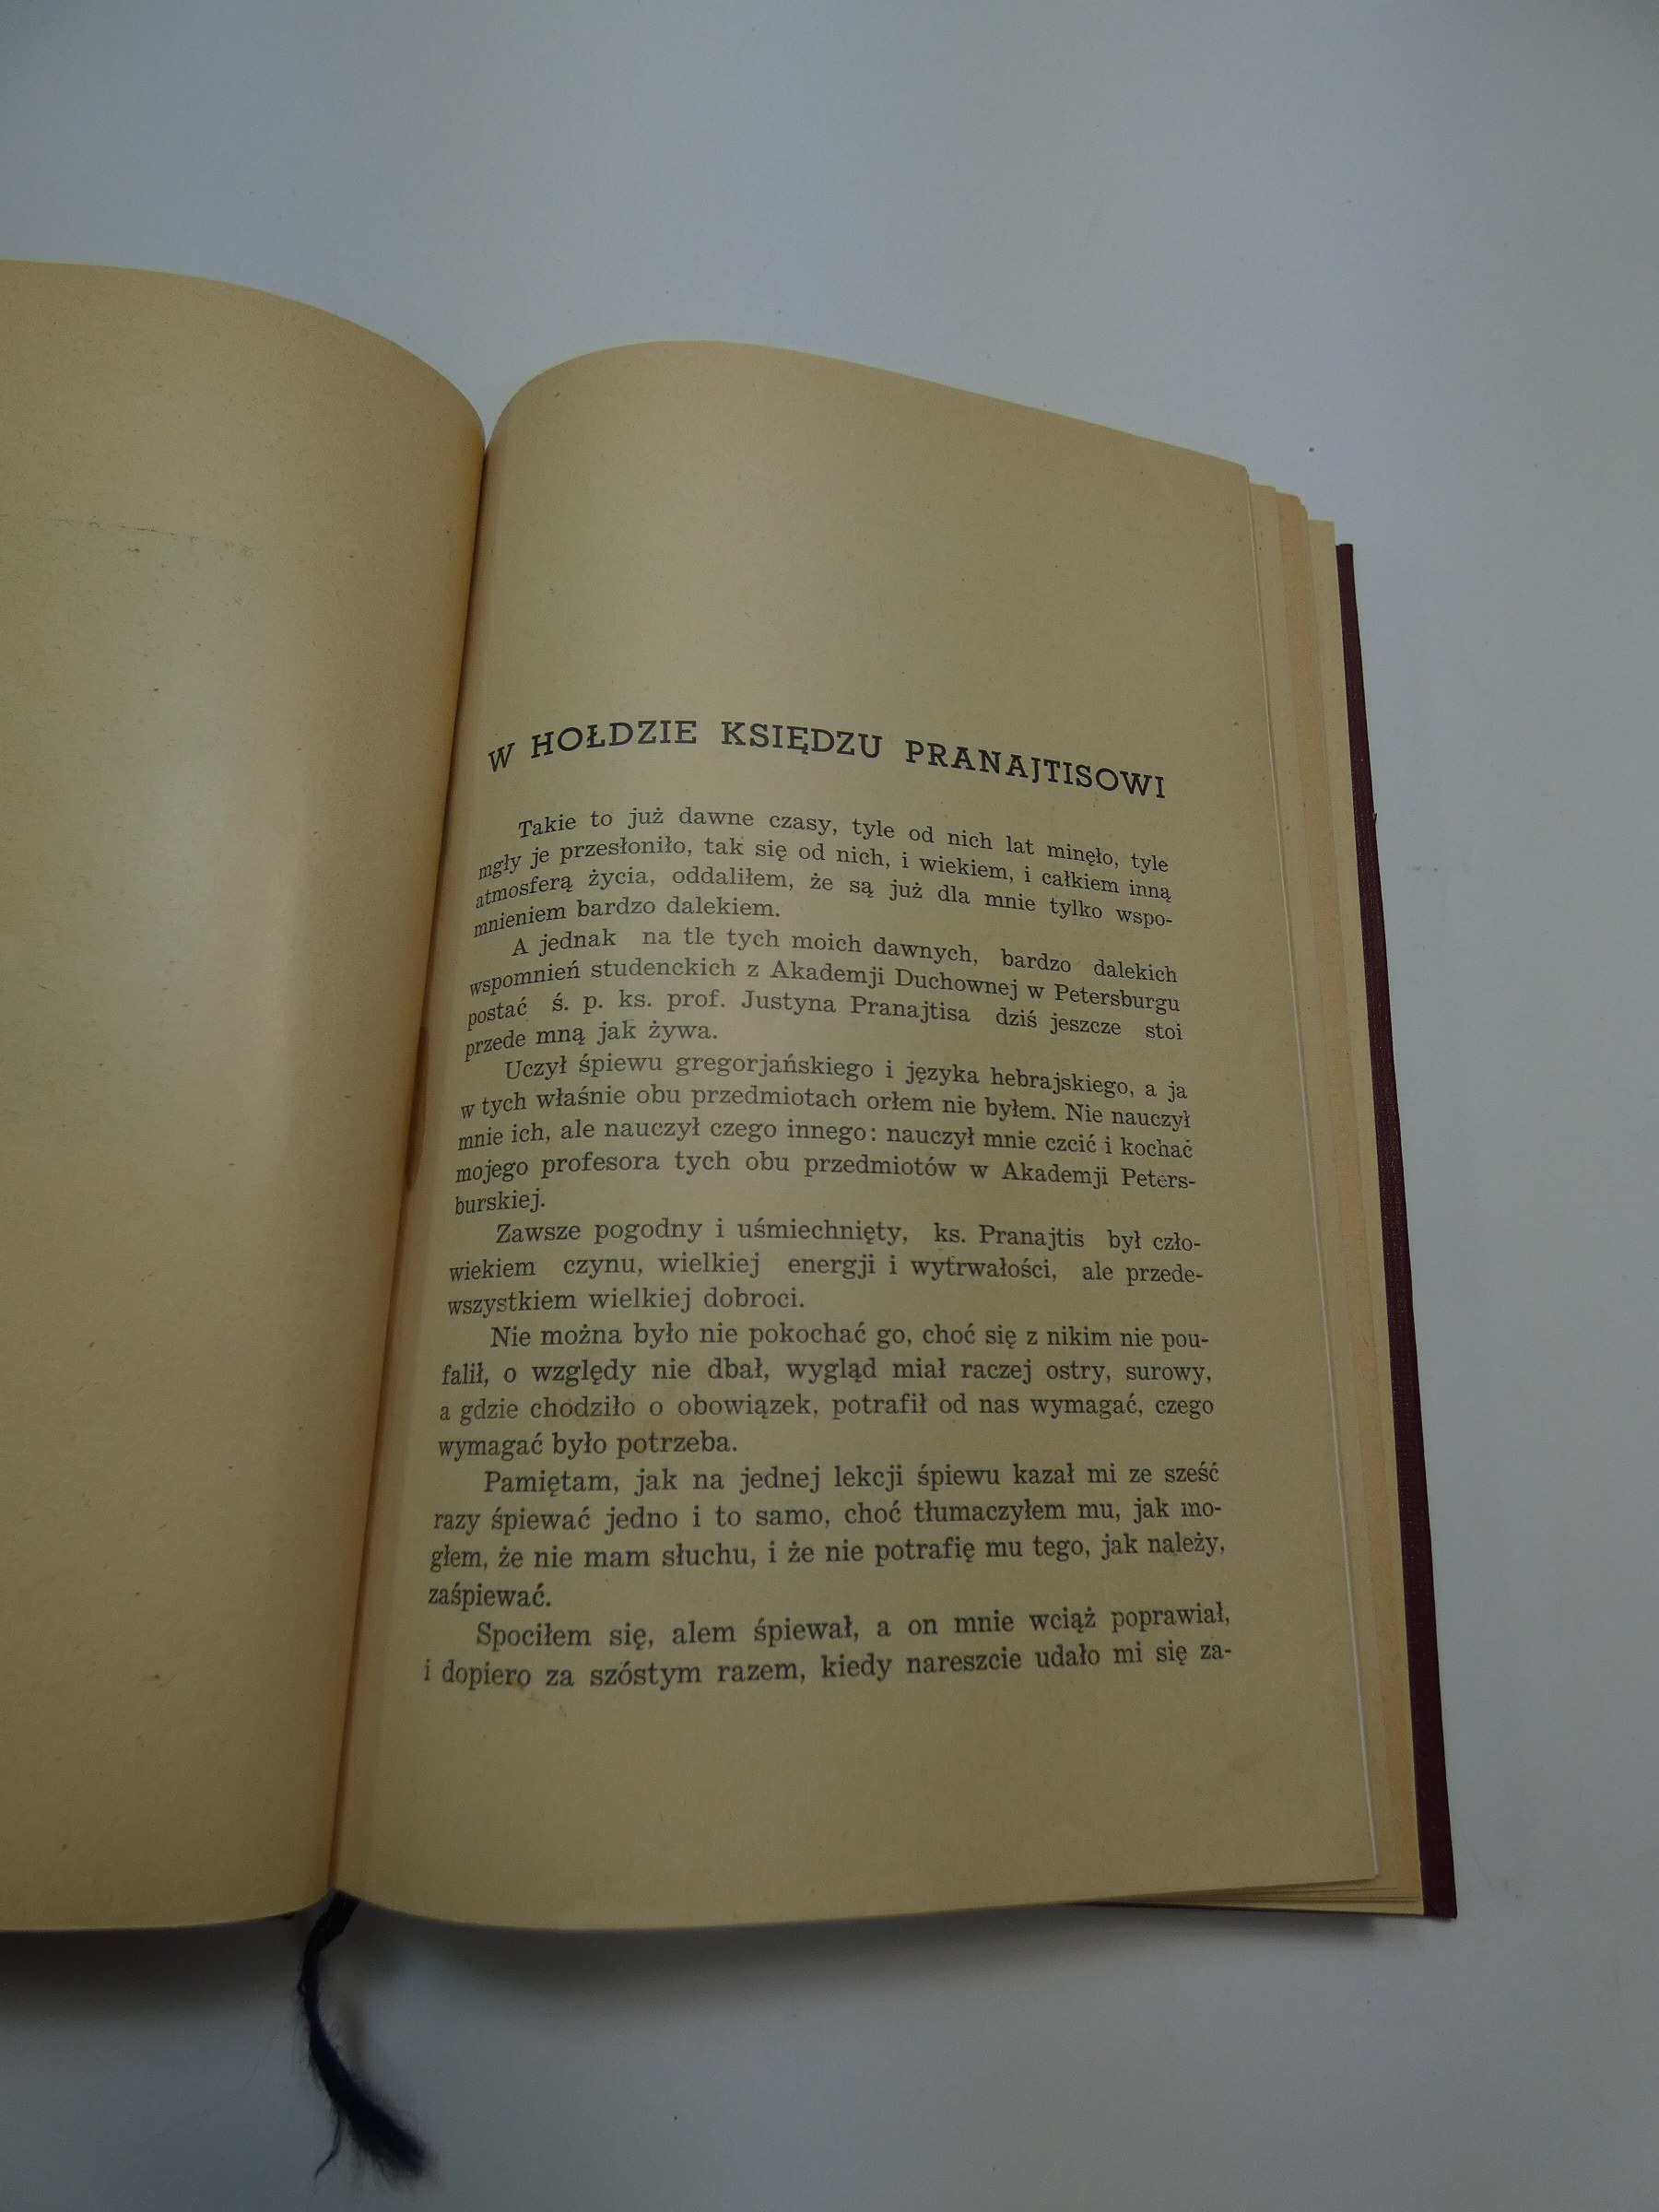 W HOŁDZIE KSIĘDZU PRANAJTISOWI
Takie to już dawne czasy, tyle od nich lat minęło, tyle
mgły je przesłoniło, tak się od nich, i wiekiem, i całkiem inną
atmosferą życia, oddaliłem, że są już dla mnie tylko wspo-
mnieniem bardzo dalekiem.
A jednak na tle tych moich dawnych, bardzo dalekich
wspomnień studenckich z Akademji Duchownej w Petersburgu
postać ś. p. ks. prof. Justyna Pranajtisa dziś jeszcze stoi
przede mną jak żywa.
Uczył śpiewu gregorjańskiego i języka hebrajskiego, a ja
w tych właśnie obu przedmiotach orłem nie byłem. Nie nauczył
mnie ich, ale nauczył czego innego: nauczył mnie czcić i kochać
mojego profesora tych obu przedmiotów w Akademji Peters-
burskiej.
Zawsze pogodny i uśmiechnięty, ks. Pranajtis był czło-
wiekiem czynu, wielkiej energji i wytrwałości, ale przede-
wszystkiem wielkiej dobroci.
Nie można było nie pokochać go, choć się z nikim nie pou-
falił, o względy nie dbał, wygląd miał raczej ostry, surowy,
a gdzie chodziło o obowiązek, potrafił od nas wymagać, czego
wymagać było potrzeba.
Pamiętam, jak na jednej lekcji śpiewu kazał mi ze sześć
razy śpiewać jedno i to samo, choć tłumaczyłem mu, jak mo-
głem, że nie mam słuchu, i że nie potrafię mu tego, jak należy,
zaśpiewać.
Spociłem się, alem śpiewał, a on mnie wciąż poprawiał,
i dopiero za szóstym razem, kiedy nareszcie udało mi się za-